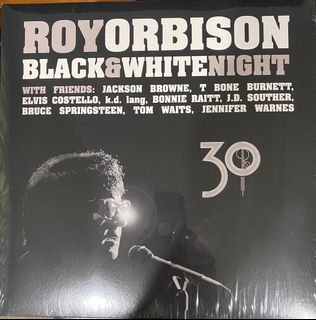 ROYORBISON
BLACK&WHITENIGHT
WITH FRIENDS: JACKSON BROWNE, T BONE BURNETT,
ELVIS COSTELLO, k.d. lang, BONNIE RAITT, J.D. SOUTHER,
BRUCE SPRINGSTEEN, TOM WAITS, JENNIFER WARNES
30